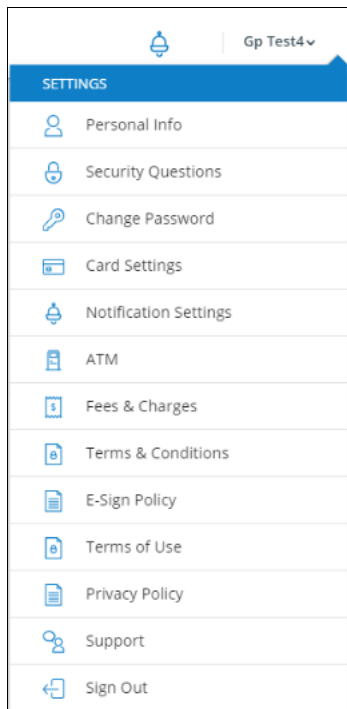 Gp Test4
SETTINGS
Personal Info
Security Questions
Change Password
Card Settings
Notification Settings
ATM
Fees & Charges
Terms & Conditions
E-Sign Policy
Terms of Use
Privacy Policy
Support
Sign Out